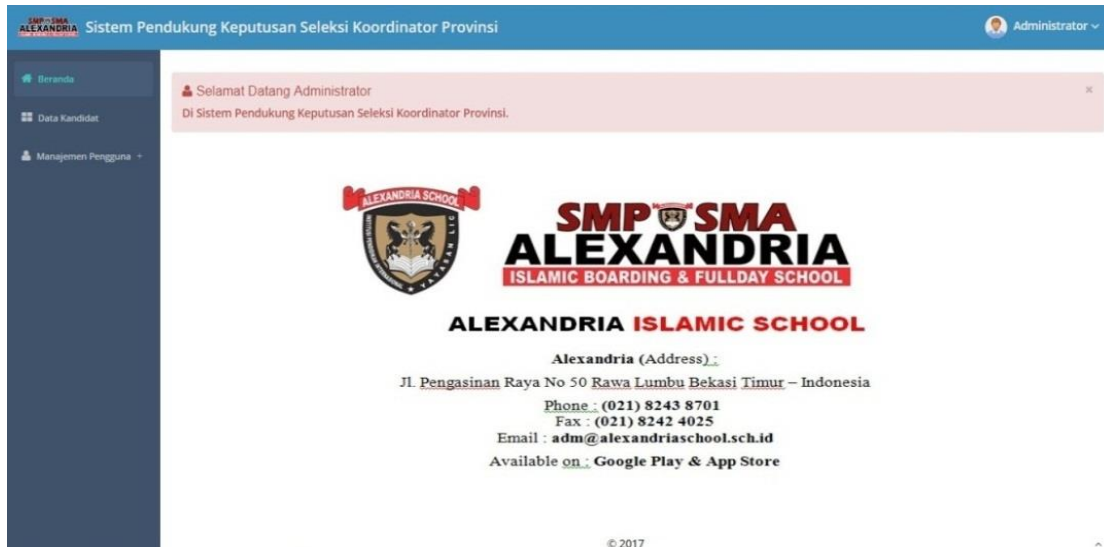 SMP SMA
ALEXANDRIA
Sistem Pendukung Keputusan Seleksi Koordinator Provinsi
Administrator
Beranda
Data Kandidat
Manajemen Pengguna +
Selamat Datang Administrator
×
Di Sistem Pendukung Keputusan Seleksi Koordinator Provinsi.
ALEXANDRIA SCHOOL
YAYASAN LIC
SMP SMA
ALEXANDRIA
ISLAMIC BOARDING & FULLDAY SCHOOL
ALEXANDRIA ISLAMIC SCHOOL
Alexandria (Address) :
Jl. Pengasinan Raya No 50 Rawa Lumbu Bekasi Timur – Indonesia
Phone : (021) 8243 8701
Fax : (021) 8242 4025
Email : adm@alexandriaschool.sch.id
Available on : Google Play & App Store
© 2017